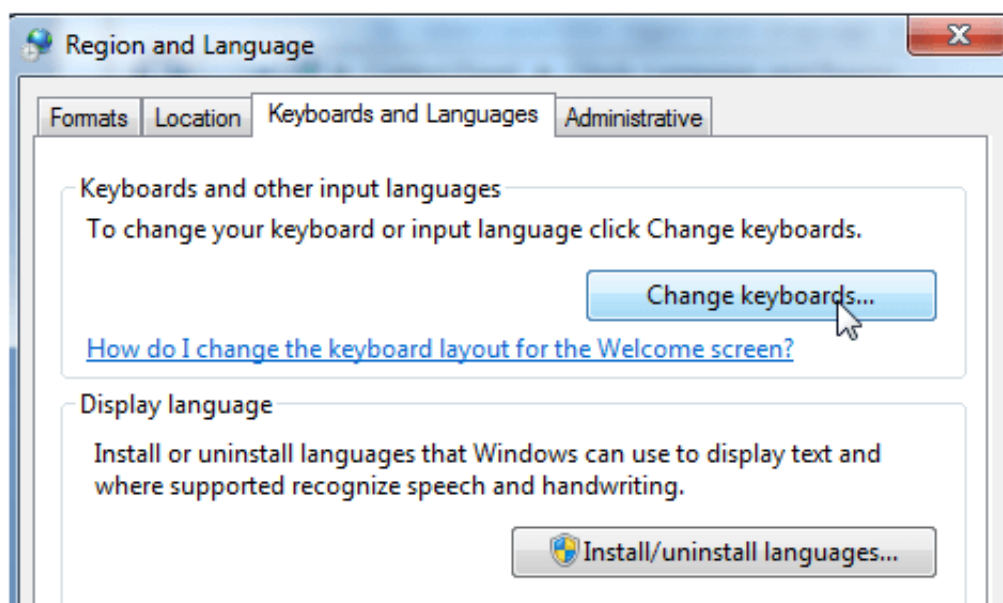 Region and Language
Formats Location Keyboards and Languages Administrative
Keyboards and other input languages
To change your keyboard or input language click Change keyboards.
Change keyboards...
How do I change the keyboard layout for the Welcome screen?
Display language
Install or uninstall languages that Windows can use to display text and
where supported recognize speech and handwriting.
Install/uninstall languages...